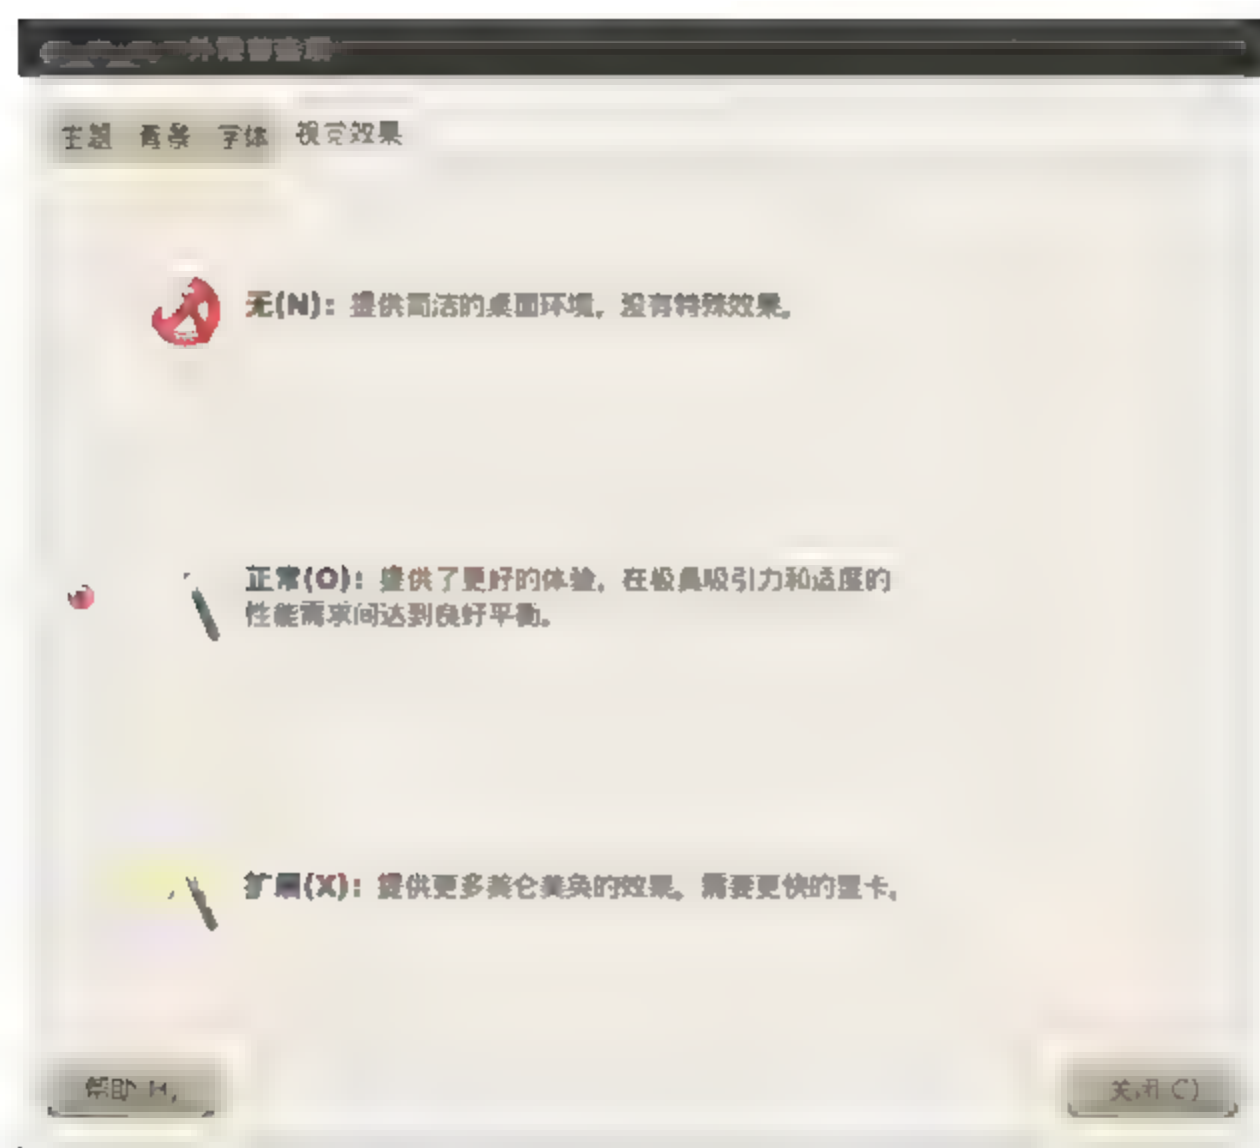 主题 背景 字体 视觉效果
无(N)：提供简洁的桌面环境，没有特殊效果。
正常(O)：提供了更好的体验，在极具吸引力和适度的
性能需求间达到良好平衡。
扩展(X)：提供更多美仑美奂的效果。需要更快的显卡。
帮助 H
关闭 C)